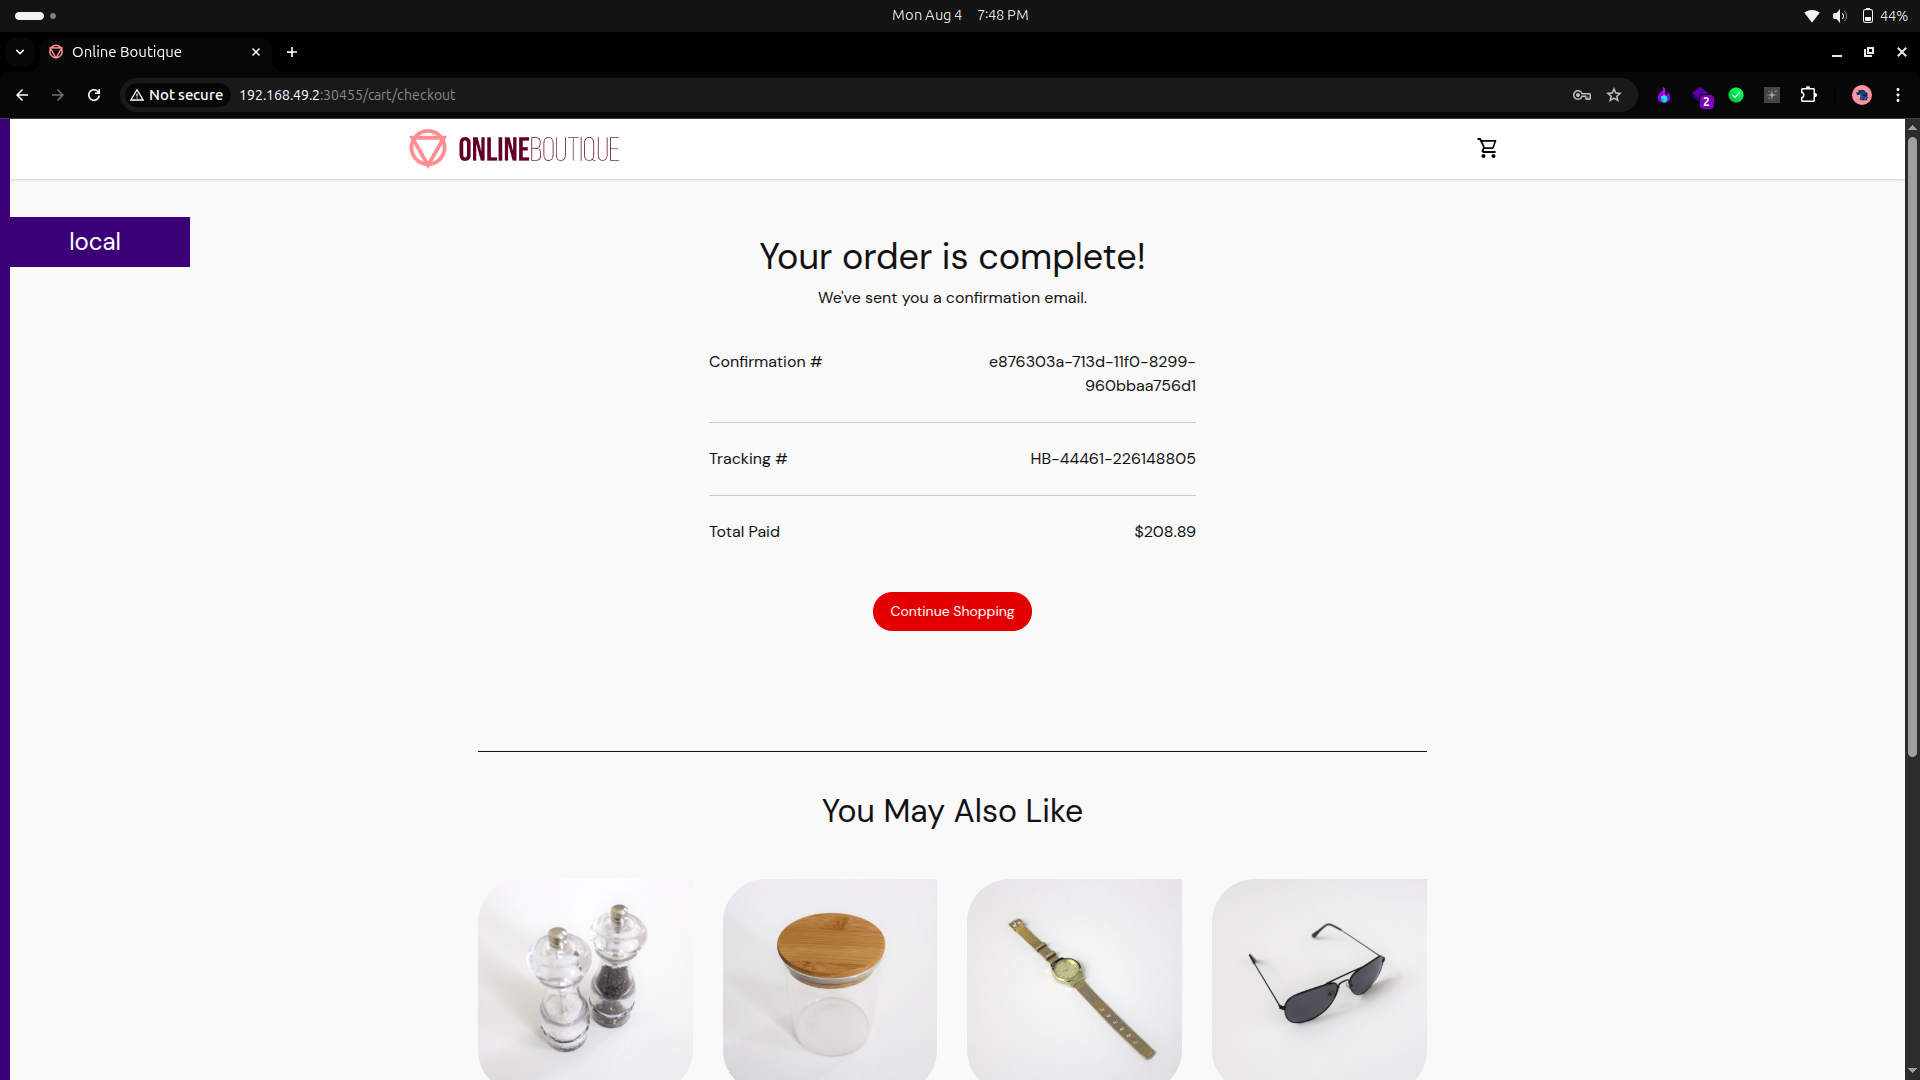 Mon Aug 4 7:48 PM
44%
Online Boutique
Not secure 192.168.49.2:30455/cart/checkout
2
ONLINEBOUTIQUE
local
Your order is complete!
We've sent you a confirmation email.
Confirmation # e876303a-713d-11f0-8299-
960bbaa756d1
Tracking # HB-44461-226148805
Total Paid $208.89
Continue Shopping
You May Also Like